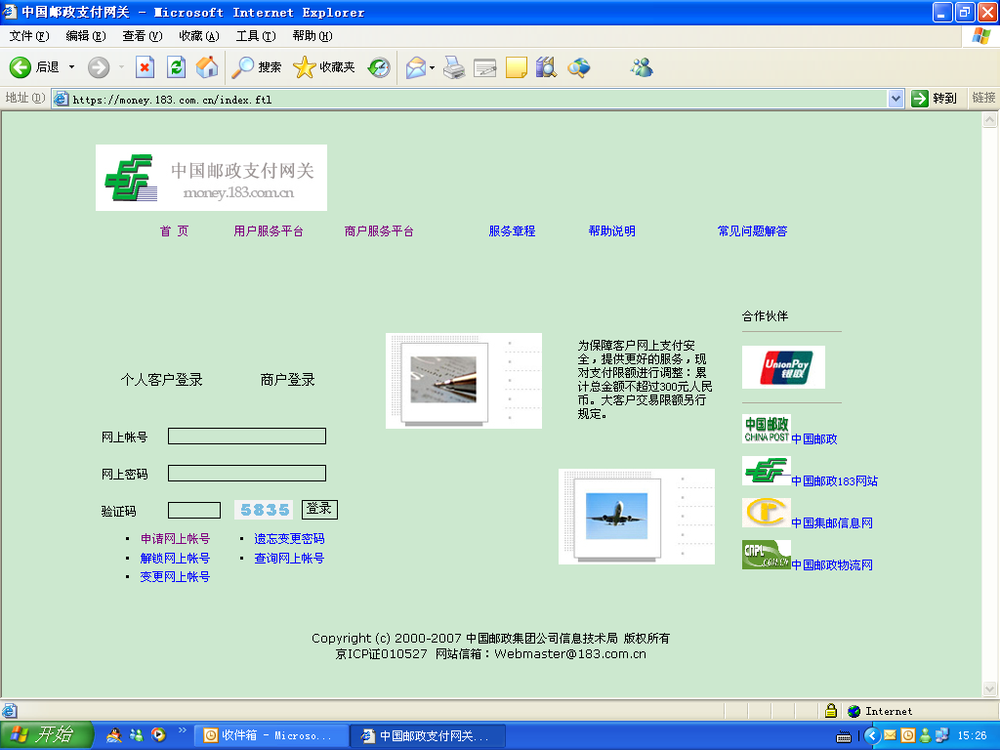 中国邮政支付网关 - Microsoft Internet Explorer
文件(F) 编辑(E) 查看(V) 收藏(A) 工具(T) 帮助(H)
后退 搜索 收藏夹
地址(D) https://money.183.com.cn/index.ftl 转到 链接
中国邮政支付网关
money.183.com.cn
首 页 用户服务平台 商户服务平台 服务章程 帮助说明 常见问题解答
合作伙伴
UnionPay
银联
为保障客户网上支付安
全，提供更好的服务，现
对支付限额进行调整：累
计总金额不超过300元人民
币。大客户交易限额另行
规定。
个人客户登录 商户登录
网上帐号
网上密码
验证码 5835 登录
· 申请网上帐号 · 遗忘变更密码
· 解锁网上帐号 · 查询网上帐号
· 变更网上帐号
中国邮政
CHINA POST 中国邮政
中国邮政183网站
中国集邮信息网
CNPL
.COM.CN 中国邮政物流网
Copyright (c) 2000-2007 中国邮政集团公司信息技术局 版权所有
京ICP证010527 网站信箱：Webmaster@183.com.cn
Internet
开始 » 收件箱 - Microso... 中国邮政支付网关... 15:26